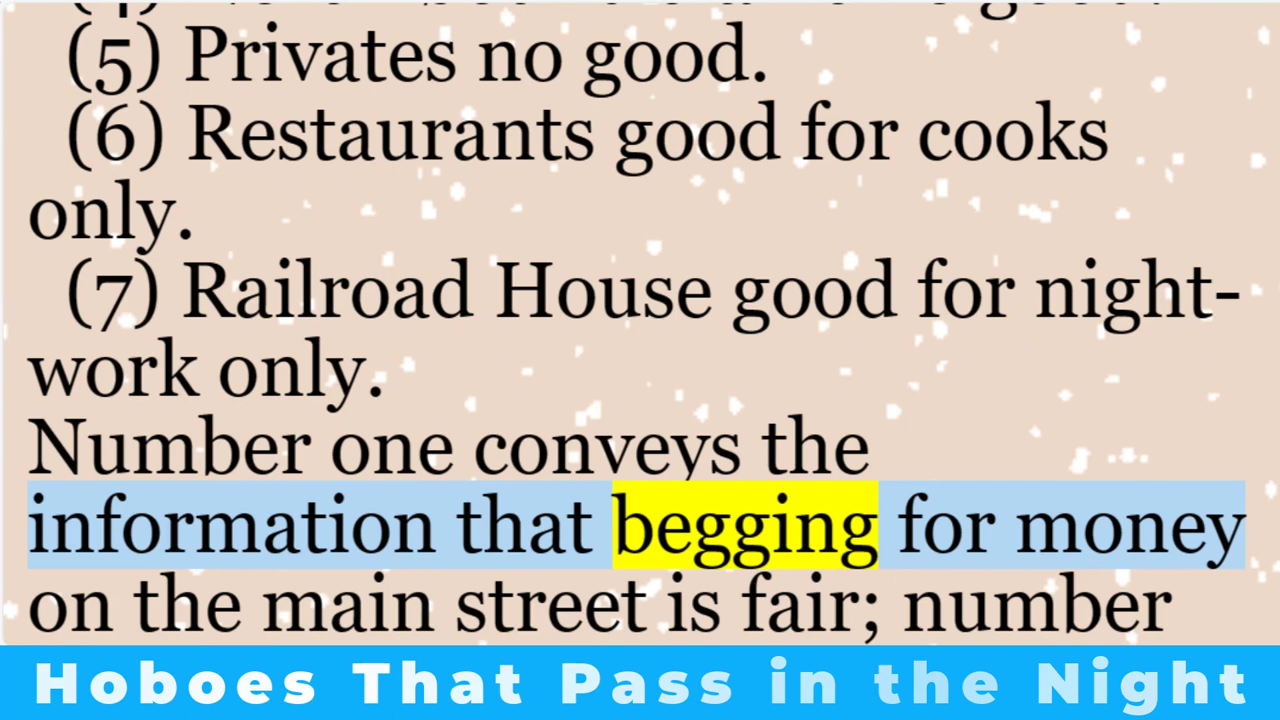 (5) Privates no good.
(6) Restaurants good for cooks
only.
(7) Railroad House good for night-
work only.
Number one conveys the
information that begging for money
on the main street is fair; number
Hoboes That Pass in the Night